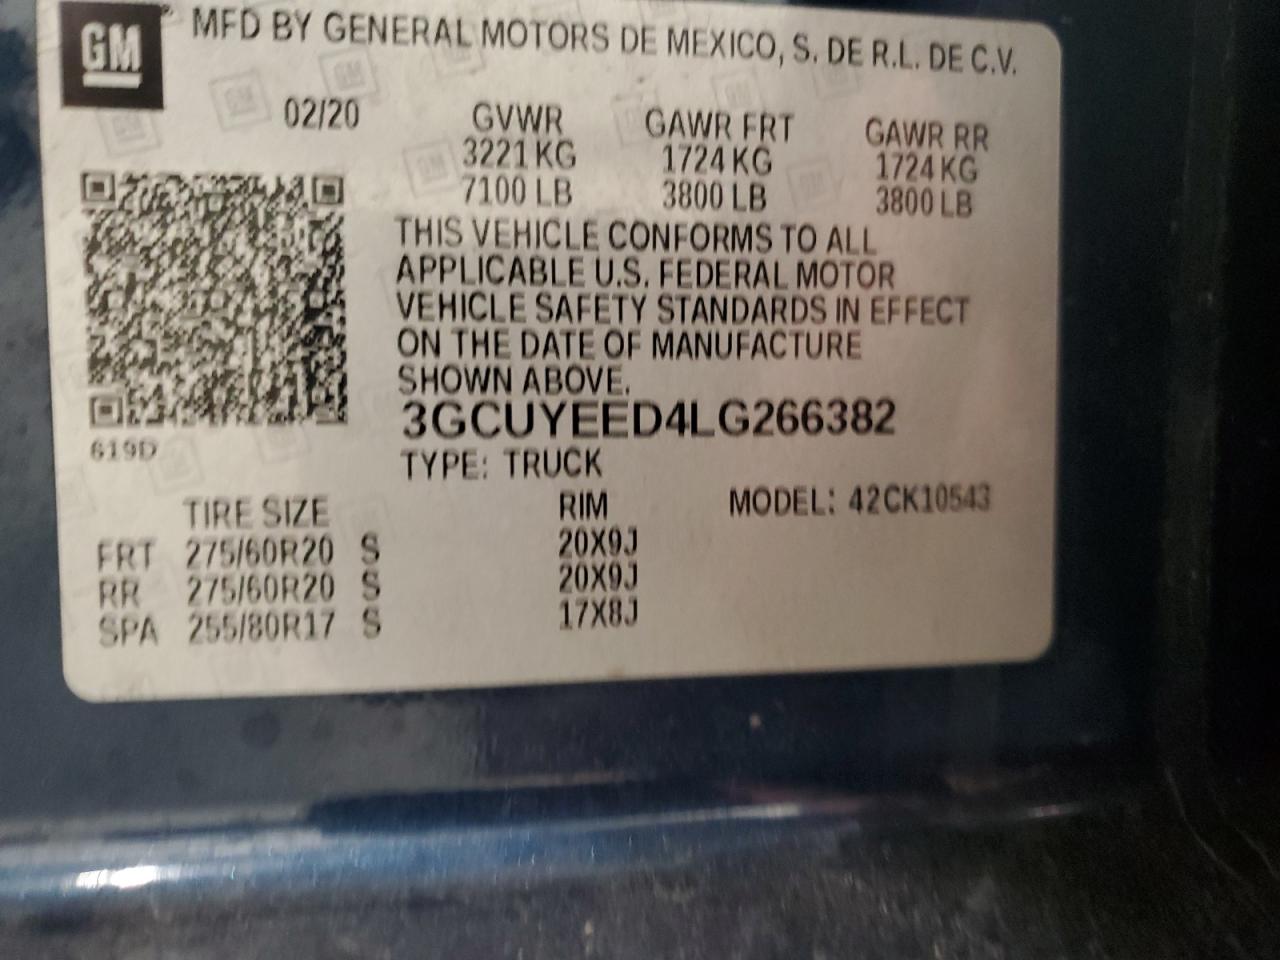 GM
MFD BY GENERAL MOTORS DE MEXICO, S. DE R.L. DE C.V.
02/20 GVWR GAWR FRT GAWR RR
3221 KG 1724 KG 1724 KG
7100 LB 3800 LB 3800 LB
THIS VEHICLE CONFORMS TO ALL
APPLICABLE U.S. FEDERAL MOTOR
VEHICLE SAFETY STANDARDS IN EFFECT
ON THE DATE OF MANUFACTURE
SHOWN ABOVE.
3GCUYEED4LG266382
619D
TYPE: TRUCK
TIRE SIZE RIM MODEL: 42CK10543
FRT 275/60R20 S 20X9J
RR 275/60R20 S 20X9J
SPA 255/80R17 S 17X8J